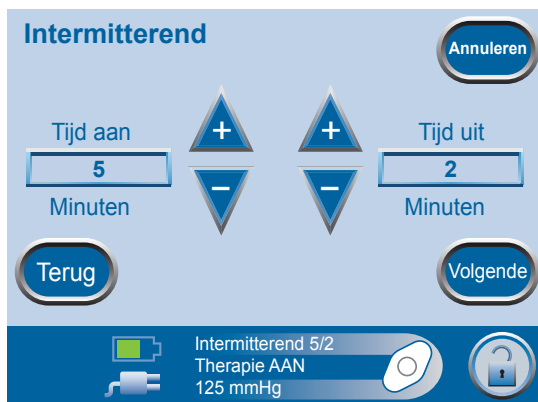 Intermitterend
Annuleren
Tijd aan
+
+
Tijd uit
5
2
−
−
Minuten
Minuten
Terug
Volgende
Intermitterend 5/2
Therapie AAN
125 mmHg